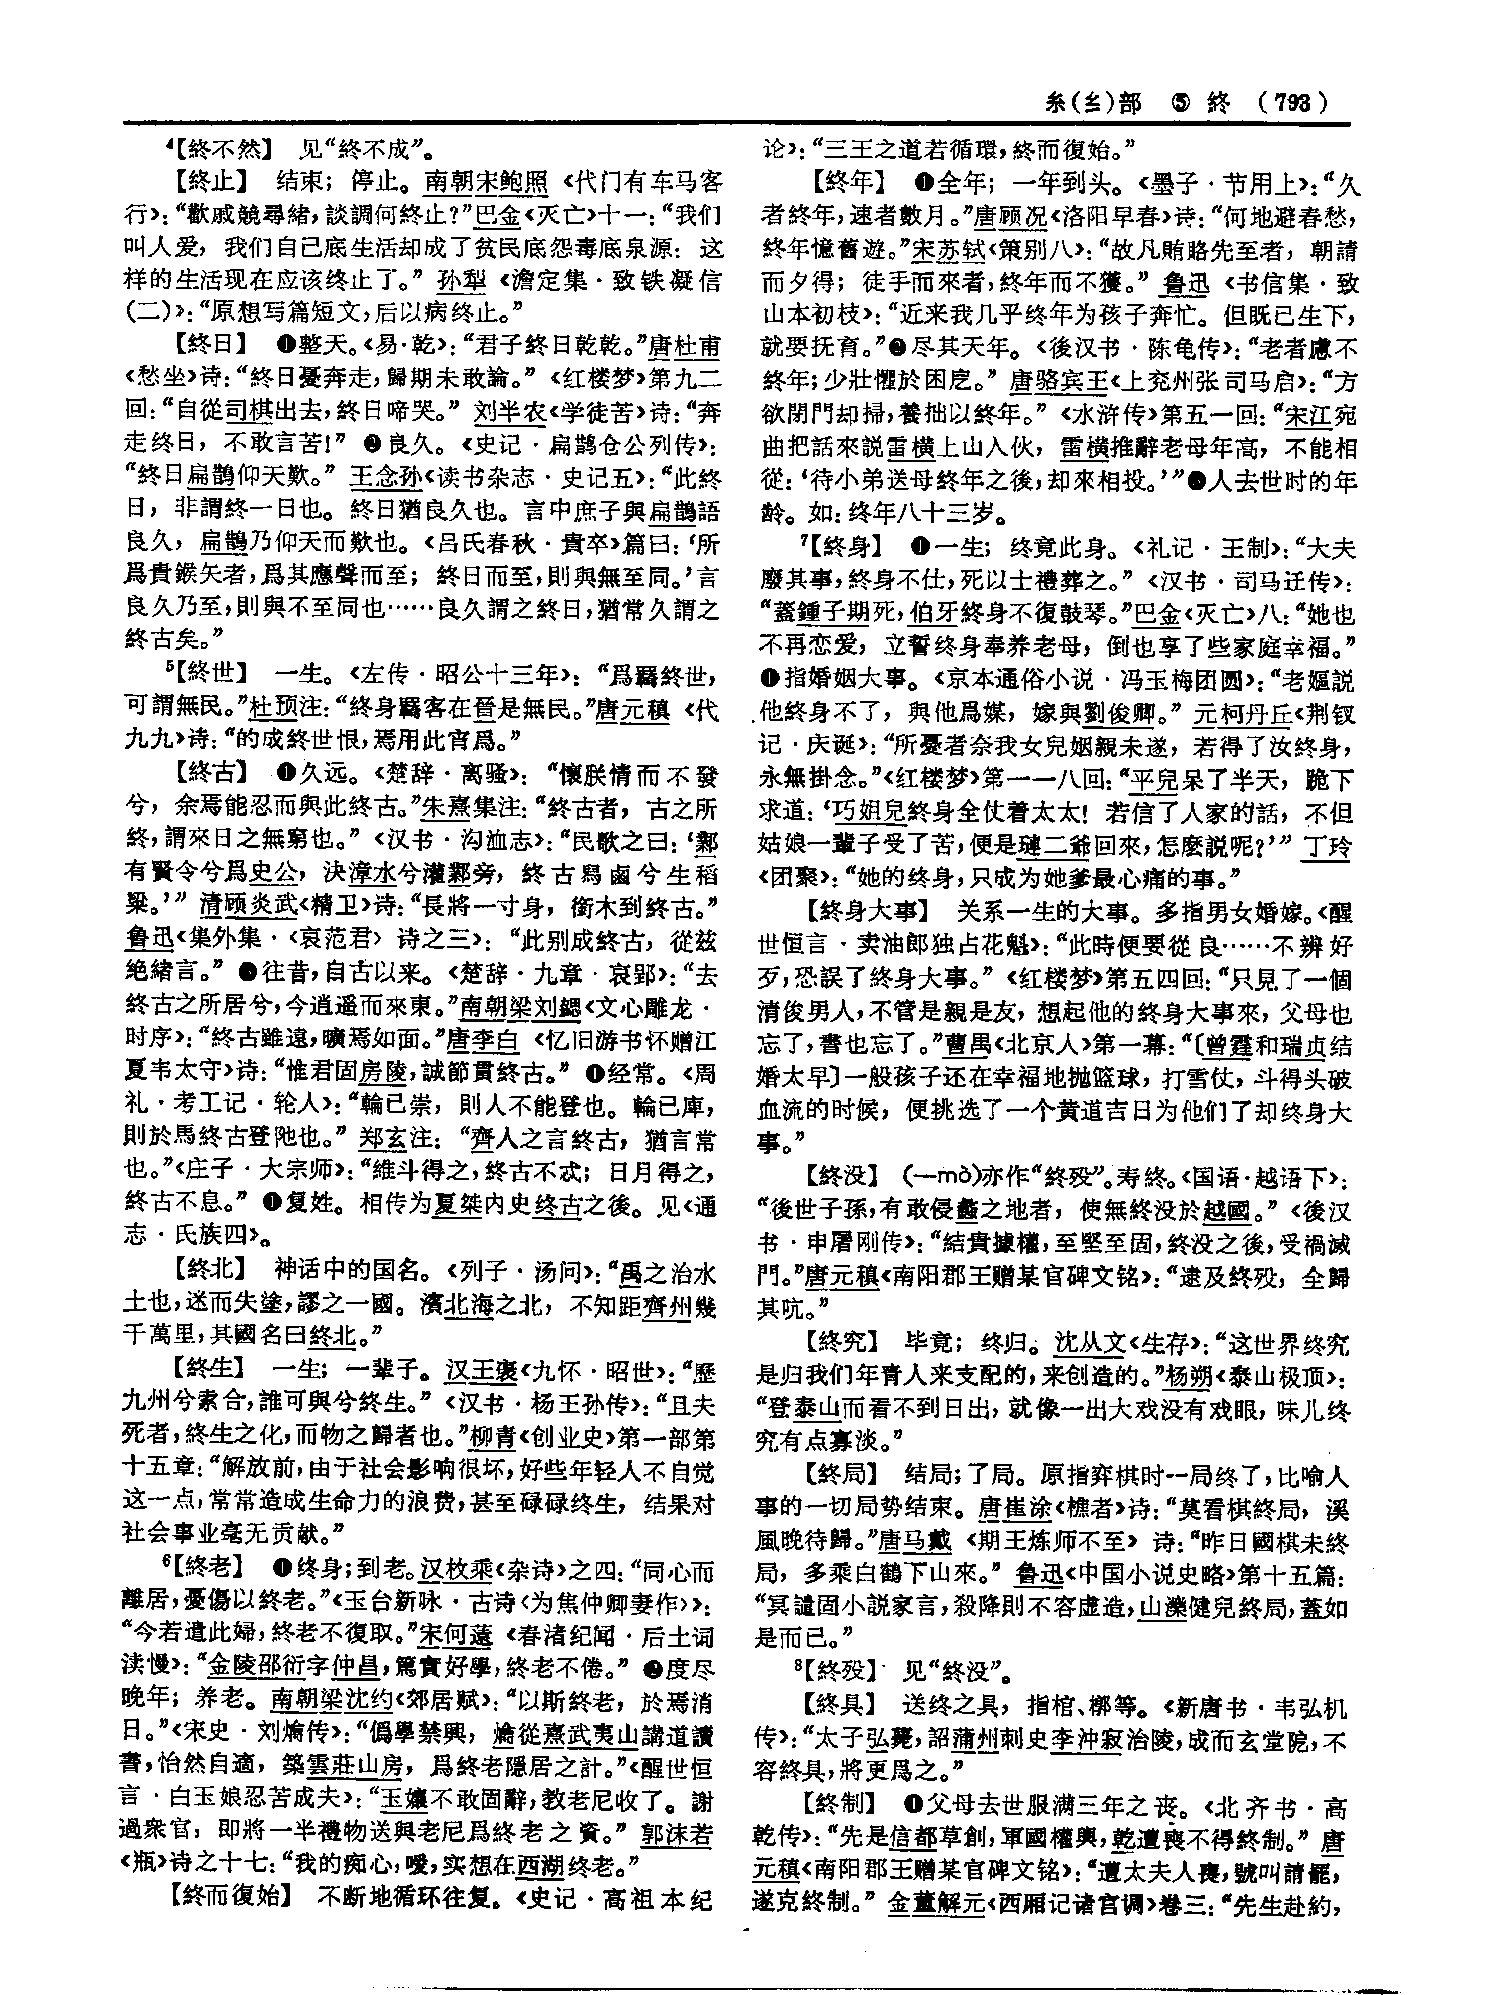 糸(纟)部 ⑤ 終 (793)
⁴【終不然】 见“終不成”。
【終止】 结束；停止。南朝宋鲍照《代门有车马客
行》：“歡戚競尋緒，談調何終止？”巴金《灭亡》十一：“我们
叫人爱，我们自己底生活却成了贫民底怨毒底泉源：这
样的生活现在应该终止了。” 孙犁《澹定集·致铁凝信
(二)》：“原想写篇短文，后以病终止。”
【終日】 ❶整天。《易·乾》：“君子終日乾乾。”唐杜甫
《愁坐》诗：“終日憂奔走，歸期未敢論。”《红楼梦》第九二
回：“自從司棋出去，終日啼哭。” 刘半农《学徒苦》诗：“奔
走终日，不敢言苦！” ❷良久。《史记·扁鹊仓公列传》：
“終日扁鵲仰天歎。” 王念孙《读书杂志·史记五》：“此終
日，非謂終一日也。終日猶良久也。言中庶子與扁鵲語
良久，扁鵲乃仰天而歎也。《吕氏春秋·貴卒》篇曰：‘所
爲貴鏃矢者，爲其應聲而至；終日而至，則與無至同。’言
良久乃至，則與不至同也……良久謂之終日，猶常久謂之
終古矣。”
⁵【終世】 一生。《左传·昭公十三年》：“爲羈終世，
可謂無民。”杜预注：“終身羈客在晉是無民。”唐元稹《代
九九》诗：“的成終世恨，焉用此宵爲。”
【終古】 ❶久远。《楚辞·离骚》：“懷朕情而不發
兮，余焉能忍而與此終古。”朱熹集注：“終古者，古之所
終，謂來日之無窮也。”《汉书·沟洫志》：“民歌之曰：‘鄴
有賢令兮爲史公，決漳水兮灌鄴旁，終古舄鹵兮生稻
粱。’” 清顾炎武《精卫》诗：“長將一寸身，銜木到終古。”
鲁迅《集外集·〈哀范君〉诗之三》：“此别成終古，從兹
絶緒言。” ❷往昔，自古以来。《楚辞·九章·哀郢》：“去
終古之所居兮，今逍遥而來東。”南朝梁刘勰《文心雕龙·
时序》：“終古雖遠，曠焉如面。”唐李白《忆旧游书怀赠江
夏韦太守》诗：“惟君固房陵，誠節貫終古。” ❸经常。《周
礼·考工记·轮人》：“輪已崇，則人不能登也。輪已庳，
則於馬終古登阤也。” 郑玄注：“齊人之言終古，猶言常
也。”《庄子·大宗师》：“維斗得之，終古不忒；日月得之，
終古不息。” ❹复姓。相传为夏桀内史终古之後。见《通
志·氏族四》。
【終北】 神话中的国名。《列子·汤问》：“禹之治水
土也，迷而失塗，謬之一國。濱北海之北，不知距齊州幾
千萬里，其國名曰終北。”
【終生】 一生；一辈子。汉王褒《九怀·昭世》：“歷
九州兮索合，誰可與兮終生。”《汉书·杨王孙传》：“且夫
死者，終生之化，而物之歸者也。”柳青《创业史》第一部第
十五章：“解放前，由于社会影响很坏，好些年轻人不自觉
这一点，常常造成生命力的浪费，甚至碌碌终生，结果对
社会事业毫无贡献。”
⁶【終老】 ❶终身；到老。汉枚乘《杂诗》之四：“同心而
離居，憂傷以終老。”《玉台新咏·古诗〈为焦仲卿妻作〉》：
“今若遣此婦，終老不復取。”宋何薳《春渚纪闻·后土词
渎慢》：“金陵邵衍字仲昌，篤實好學，終老不倦。” ❷度尽
晚年；养老。南朝梁沈约《郊居赋》：“以斯終老，於焉消
日。”《宋史·刘爚传》：“僞學禁興，爚從熹武夷山講道讀
書，怡然自適，築雲莊山房，爲終老隱居之計。”《醒世恒
言·白玉娘忍苦成夫》：“玉孃不敢固辭，教老尼收了。謝
過衆官，即將一半禮物送與老尼爲終老之資。” 郭沫若
《瓶》诗之十七：“我的痴心，嗳，实想在西湖终老。”
【終而復始】 不断地循环往复。《史记·高祖本纪
论》：“三王之道若循環，終而復始。”
【終年】 ❶全年；一年到头。《墨子·节用上》：“久
者終年，速者數月。”唐顾况《洛阳早春》诗：“何地避春愁，
終年憶舊遊。”宋苏轼《策别八》：“故凡賄賂先至者，朝請
而夕得；徒手而來者，終年而不獲。” 鲁迅《书信集·致
山本初枝》：“近来我几乎终年为孩子奔忙。但既已生下，
就要抚育。”❷尽其天年。《後汉书·陈龟传》：“老者慮不
終年；少壯懼於困戹。” 唐骆宾王《上兖州张司马启》：“方
欲閉門却掃，養拙以終年。”《水浒传》第五一回：“宋江宛
曲把話來説雷横上山入伙，雷横推辭老母年高，不能相
從：‘待小弟送母終年之後，却來相投。’”❸人去世时的年
龄。如：终年八十三岁。
⁷【終身】 ❶一生；终竟此身。《礼记·王制》：“大夫
廢其事，終身不仕，死以士禮葬之。”《汉书·司马迁传》：
“蓋鍾子期死，伯牙終身不復鼓琴。”巴金《灭亡》八：“她也
不再恋爱，立誓终身奉养老母，倒也享了些家庭幸福。”
❷指婚姻大事。《京本通俗小说·冯玉梅团圆》：“老嫗説
他終身不了，與他爲媒，嫁與劉俊卿。” 元柯丹丘《荆钗
记·庆诞》：“所憂者奈我女兒姻親未遂，若得了汝終身，
永無掛念。”《红楼梦》第一一八回：“平兒呆了半天，跪下
求道：‘巧姐兒終身全仗着太太！若信了人家的話，不但
姑娘一輩子受了苦，便是璉二爺回來，怎麼説呢？’” 丁玲
《团聚》：“她的终身，只成为她爹最心痛的事。”
【終身大事】 关系一生的大事。多指男女婚嫁。《醒
世恒言·卖油郎独占花魁》：“此時便要從良……不辨好
歹，恐誤了終身大事。”《红楼梦》第五四回：“只見了一個
清俊男人，不管是親是友，想起他的終身大事來，父母也
忘了，書也忘了。”曹禺《北京人》第一幕：“〔曾霆和瑞贞结
婚太早〕一般孩子还在幸福地抛篮球，打雪仗，斗得头破
血流的时候，便挑选了一个黄道吉日为他们了却终身大
事。”
【終没】 (—mò)亦作“終殁”。寿终。《国语·越语下》：
“後世子孫，有敢侵蠡之地者，使無終没於越國。”《後汉
书·申屠刚传》：“結貴據權，至堅至固，終没之後，受禍滅
門。”唐元稹《南阳郡王赠某官碑文铭》：“逮及終殁，全歸
其吭。”
【終究】 毕竟；终归。沈从文《生存》：“这世界终究
是归我们年青人来支配的，来创造的。”杨朔《泰山极顶》：
“登泰山而看不到日出，就像一出大戏没有戏眼，味儿终
究有点寡淡。”
【終局】 结局；了局。原指弈棋时一局终了，比喻人
事的一切局势结束。唐崔涂《樵者》诗：“莫看棋終局，溪
風晚待歸。”唐马戴《期王炼师不至》诗：“昨日圍棋未終
局，多乘白鶴下山來。” 鲁迅《中国小说史略》第十五篇：
“冥譴固小説家言，殺降則不容虚造，山濼健兒終局，蓋如
是而已。”
⁸【終殁】 见“終没”。
【終具】 送终之具，指棺、槨等。《新唐书·韦弘机
传》：“太子弘薨，詔蒲州刺史李沖寂治陵，成而玄堂阨，不
容終具，將更爲之。”
【終制】 ❶父母去世服满三年之丧。《北齐书·高
乾传》：“先是信都草創，軍國權輿，乾遭喪不得終制。” 唐
元稹《南阳郡王赠某官碑文铭》：“遭太夫人喪，號叫請罷，
遂克終制。” 金董解元《西厢记诸宫调》卷三：“先生赴約，